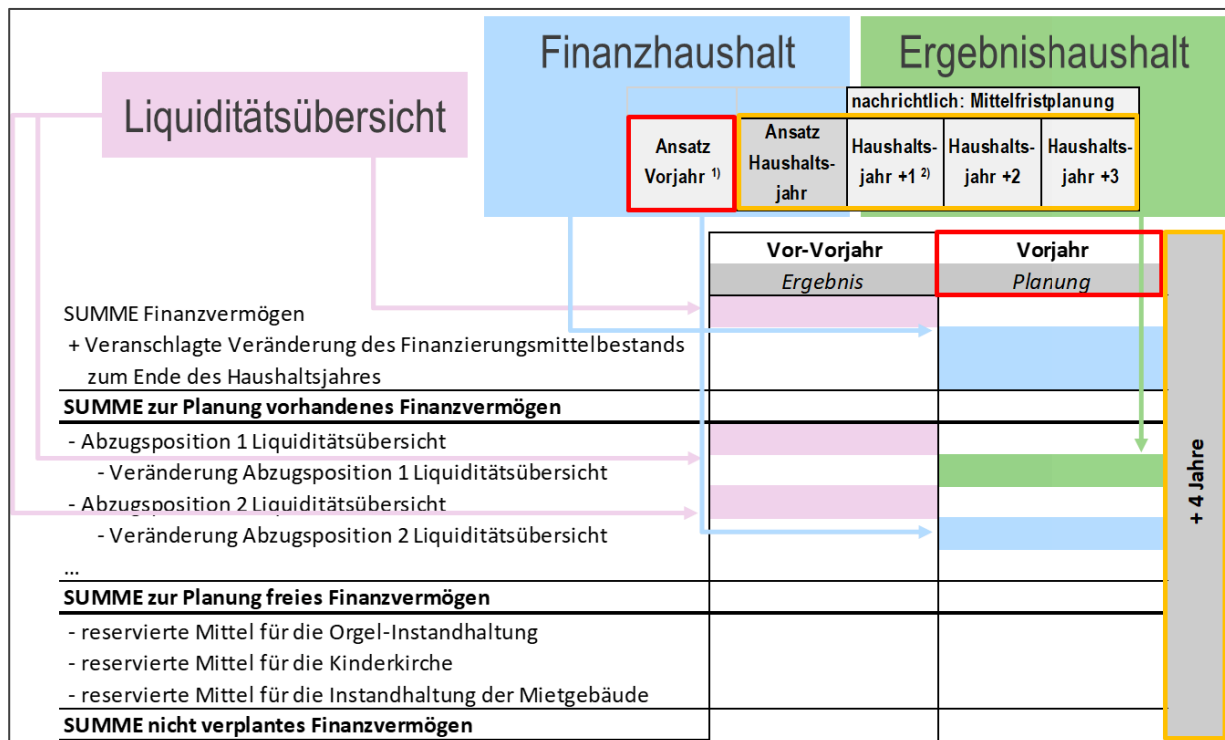 Finanzhaushalt
Ergebnishaushalt
Liquiditätsübersicht
nachrichtlich: Mittelfristplanung
Ansatz
Vorjahr 1)
Ansatz
Haushalts-
jahr
Haushalts-
jahr +1 2)
Haushalts-
jahr +2
Haushalts-
jahr +3
Vor-Vorjahr
Vorjahr
Ergebnis
Planung
SUMME Finanzvermögen
+ Veranschlagte Veränderung des Finanzierungsmittelbestands
zum Ende des Haushaltsjahres
SUMME zur Planung vorhandenes Finanzvermögen
- Abzugsposition 1 Liquiditätsübersicht
- Veränderung Abzugsposition 1 Liquiditätsübersicht
- Abzugsposition 2 Liquiditätsübersicht
- Veränderung Abzugsposition 2 Liquiditätsübersicht
...
SUMME zur Planung freies Finanzvermögen
- reservierte Mittel für die Orgel-Instandhaltung
- reservierte Mittel für die Kinderkirche
- reservierte Mittel für die Instandhaltung der Mietgebäude
SUMME nicht verplantes Finanzvermögen
+ 4 Jahre